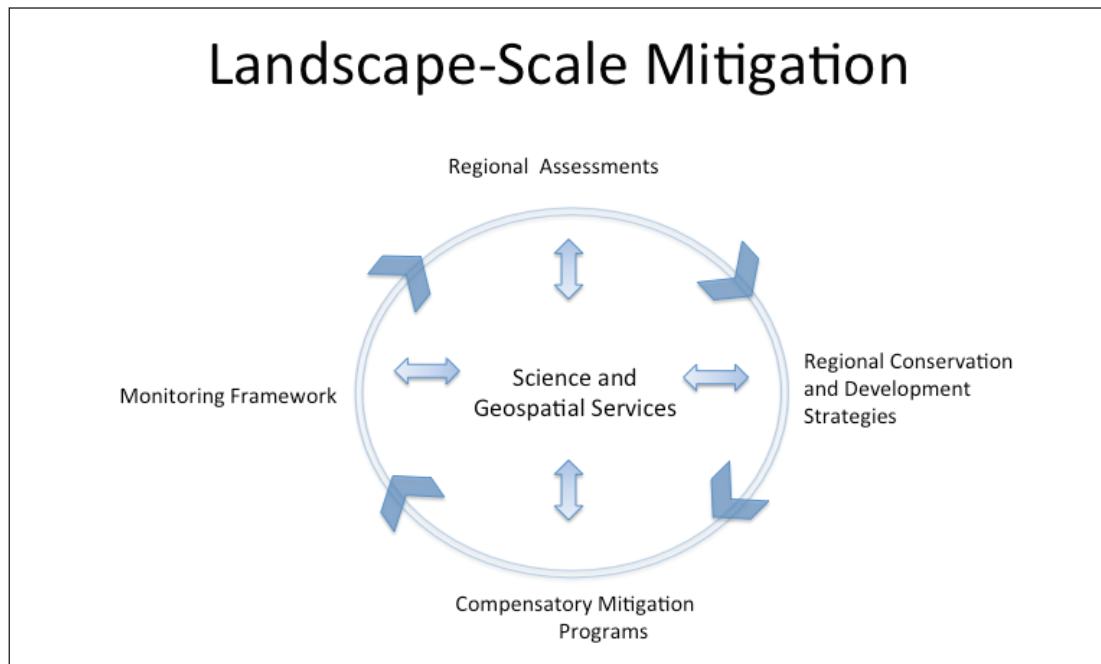 Landscape-Scale Mitigation
Regional Assessments
Monitoring Framework
Science and
Geospatial Services
Regional Conservation
and Development
Strategies
Compensatory Mitigation
Programs